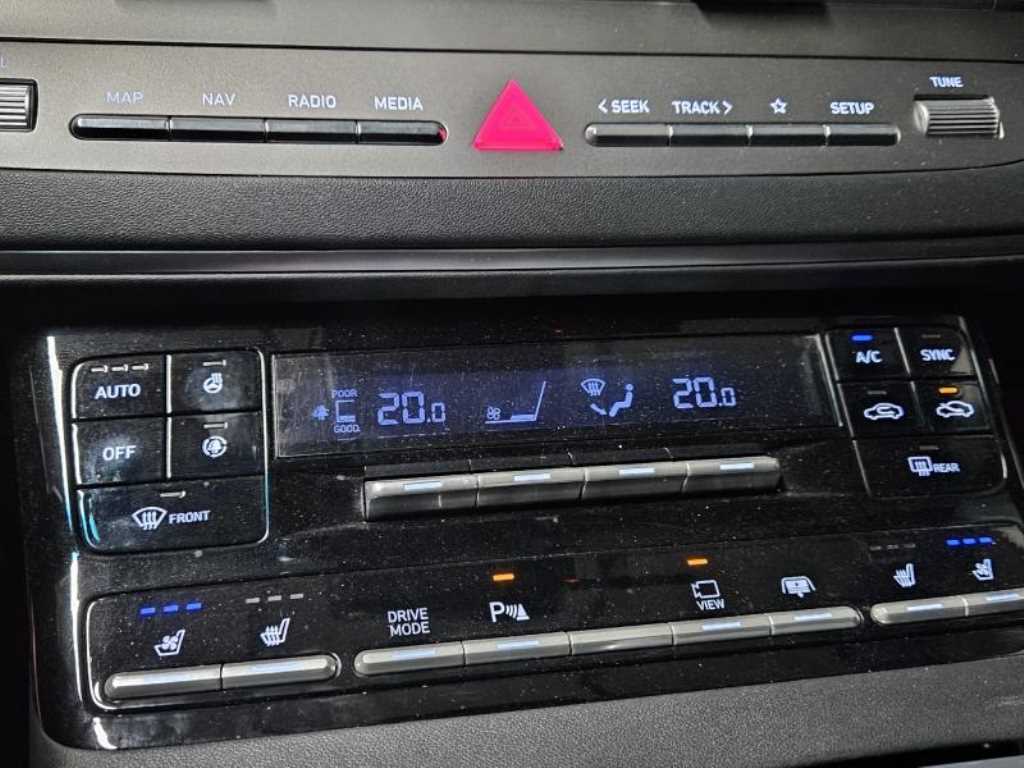 MAP NAV RADIO MEDIA < SEEK TRACK > SETUP TUNE
AUTO
OFF
FRONT
POOR
GOOD
20.0
20.0
A/C SYNC
REAR
DRIVE
MODE
P
VIEW